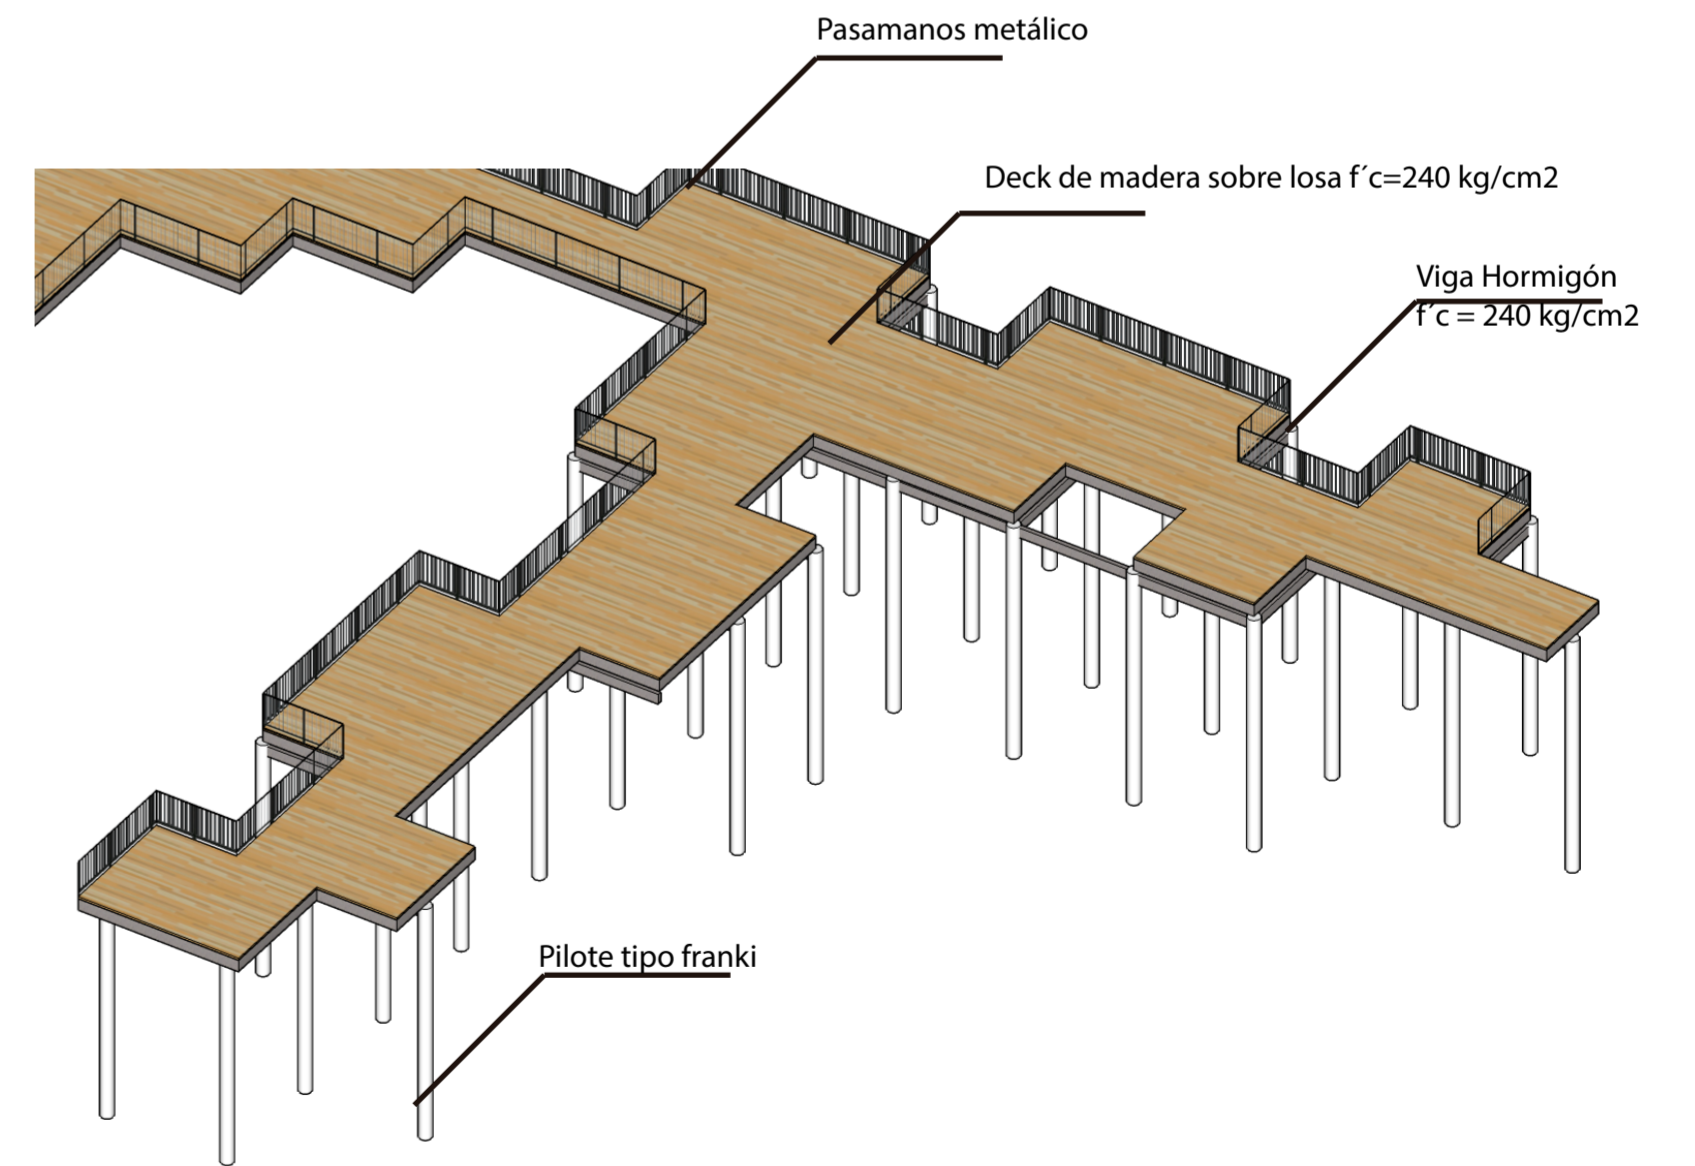 Pasamanos metálico
Deck de madera sobre losa f´c=240 kg/cm2
Viga Hormigón
f´c = 240 kg/cm2
Pilote tipo franki